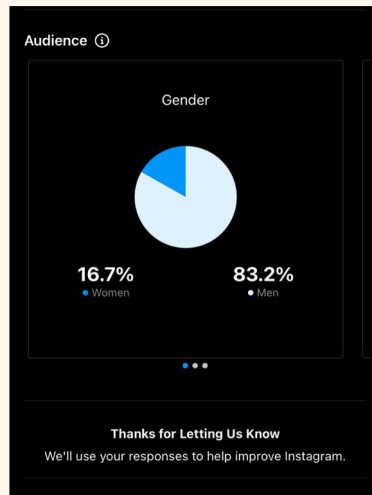 Audience
Gender
16.7% 83.2%
Women Men
Thanks for Letting Us Know
We'll use your responses to help improve Instagram.